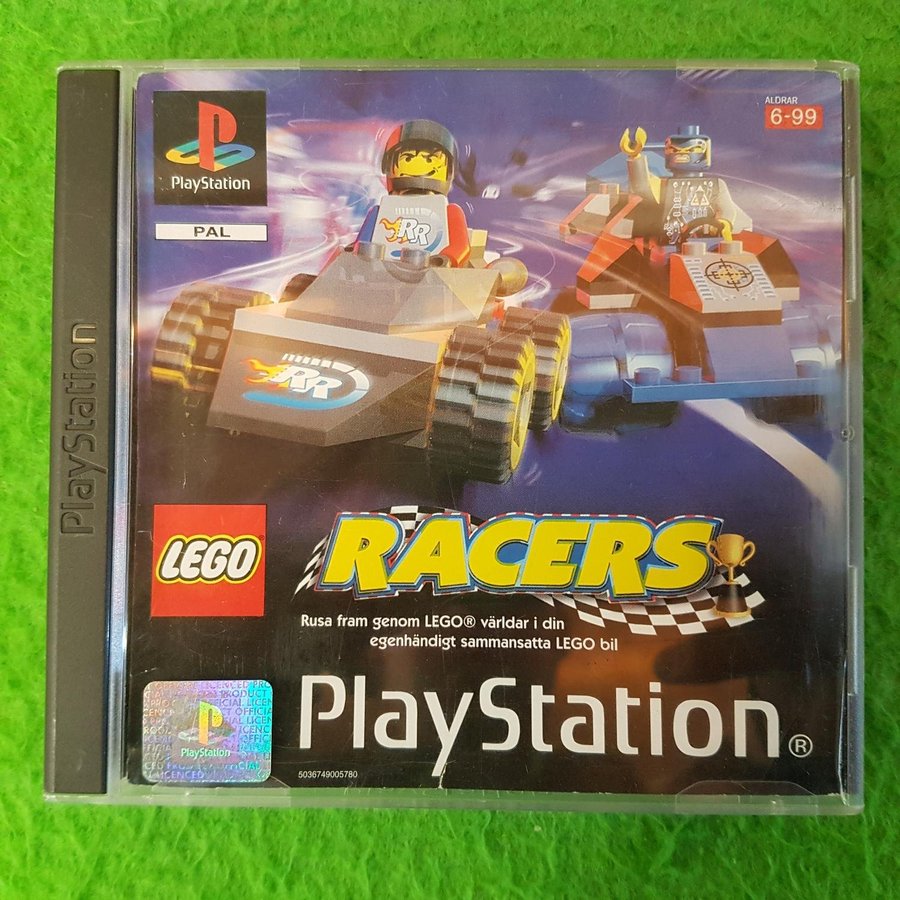 PlayStation
PlayStation
PAL
ALDRAR
6-99
RR
RR
LEGO
RACERS
Rusa fram genom LEGO® världar i din
egenhändigt sammansatta LEGO bil
PlayStation
PlayStation®
5036749005780